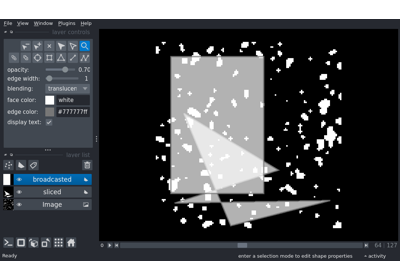 File View Window Plugins Help
layer controls
opacity: 0.70
edge width: 1
blending: translucen
face color: white
edge color: #777777ff
display text:
layer list
broadcasted
sliced
Image
64 127
Ready enter a selection mode to edit shape properties activity